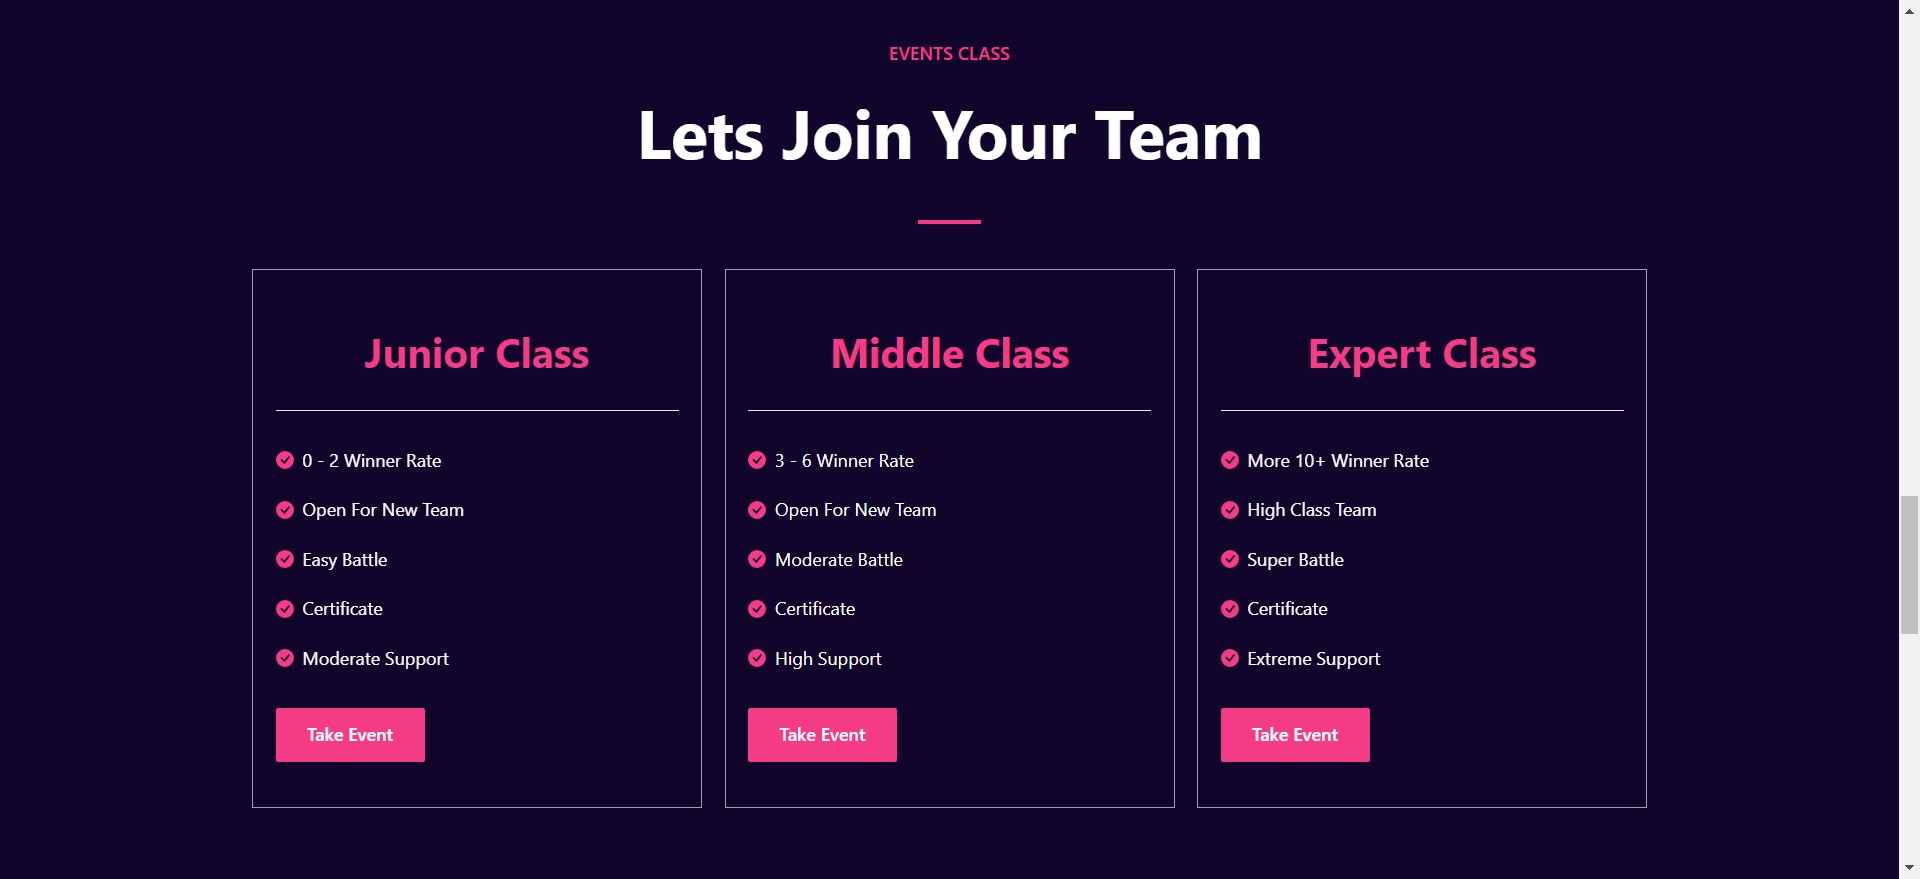 EVENTS CLASS
Lets Join Your Team
Junior Class
0 - 2 Winner Rate
Open For New Team
Easy Battle
Certificate
Moderate Support
Take Event
Middle Class
3 - 6 Winner Rate
Open For New Team
Moderate Battle
Certificate
High Support
Take Event
Expert Class
More 10+ Winner Rate
High Class Team
Super Battle
Certificate
Extreme Support
Take Event